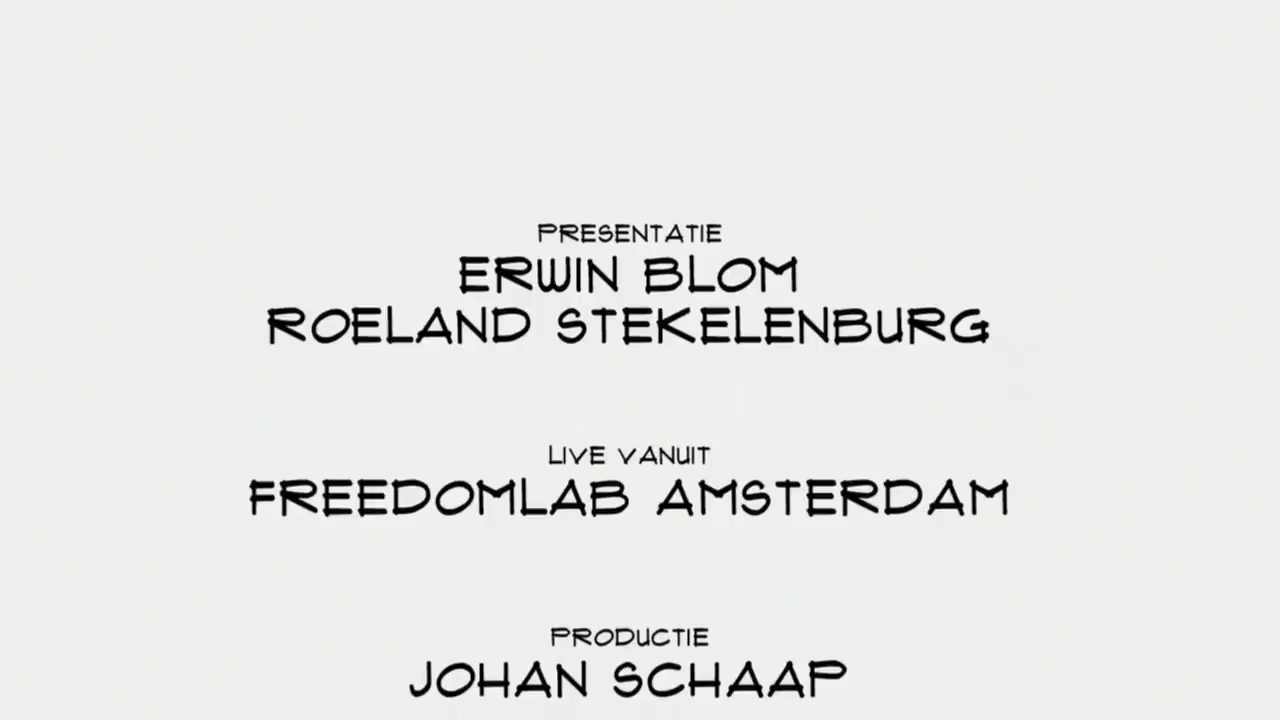 PRESENTATIE
ERWIN BLOM
ROELAND STEKELENBURG
LIVE VANUIT
FREEDOMLAB AMSTERDAM
PRODUCTIE
JOHAN SCHAAP